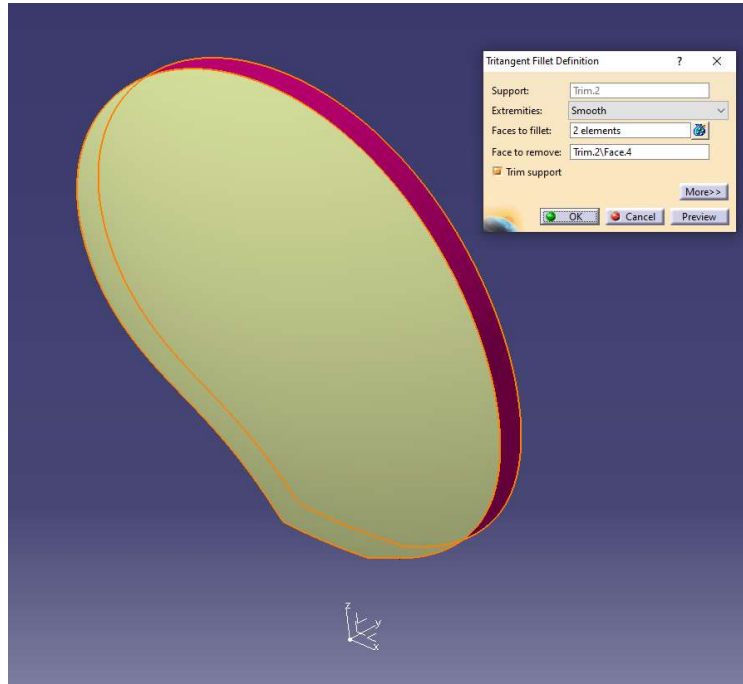 Tritangent Fillet Definition ? ×
Support: Trim.2
Extremities: Smooth
Faces to fillet: 2 elements
Face to remove: Trim.2\Face.4
Trim support
More>>
OK Cancel Preview
z
y
x